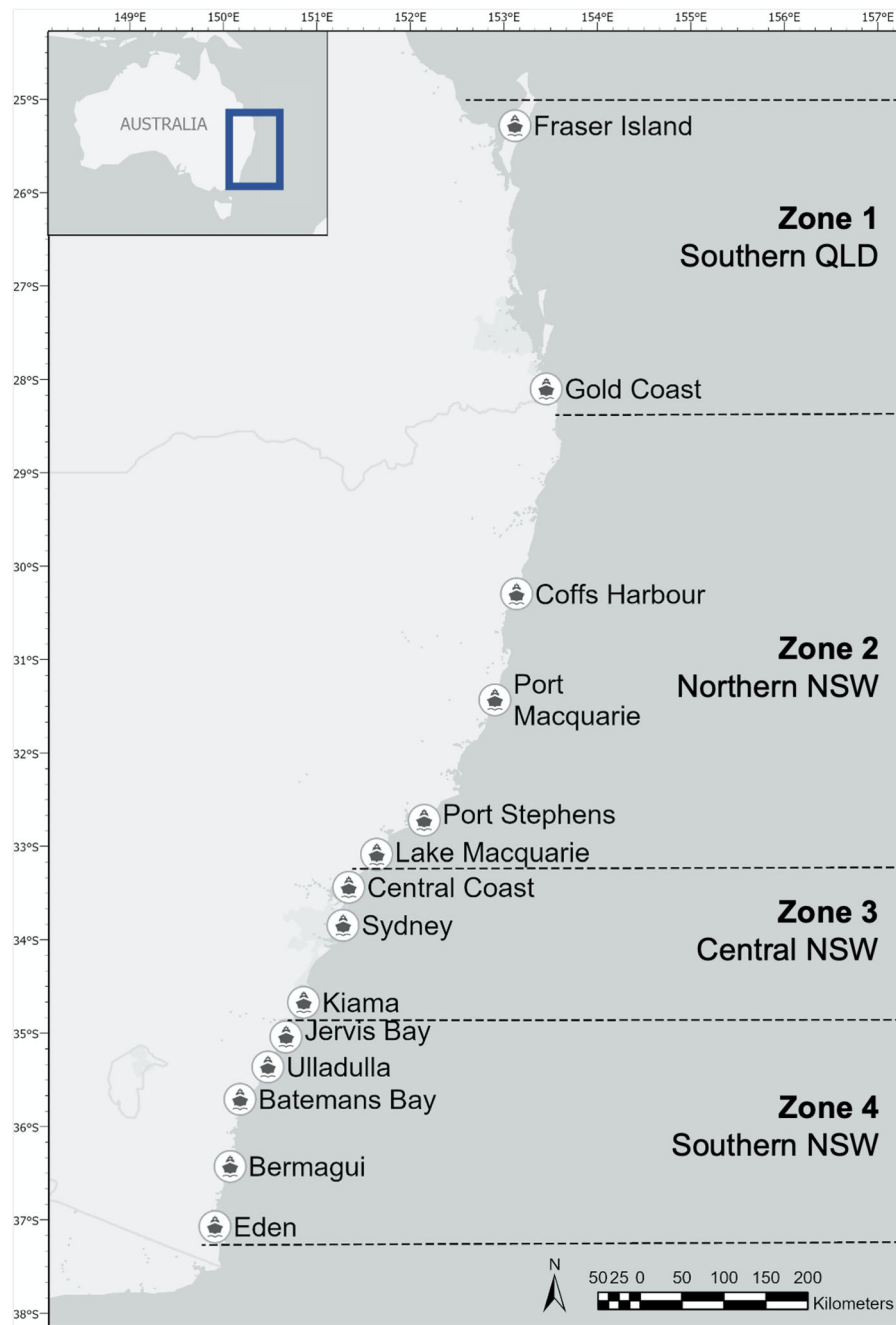 149°E 150°E 151°E 152°E 153°E 154°E 155°E 156°E 157°E
AUSTRALIA
25°S
Fraser Island
26°S
Zone 1
Southern QLD
27°S
28°S
Gold Coast
29°S
30°S
Coffs Harbour
31°S
Zone 2
Northern NSW
Port
Macquarie
32°S
Port Stephens
33°S
Lake Macquarie
Central Coast
Zone 3
Central NSW
Sydney
34°S
Kiama
35°S
Jervis Bay
Ulladulla
Batemans Bay
Zone 4
Southern NSW
36°S
Bermagui
37°S
Eden
N
50 25 0 50 100 150 200
Kilometers
38°S